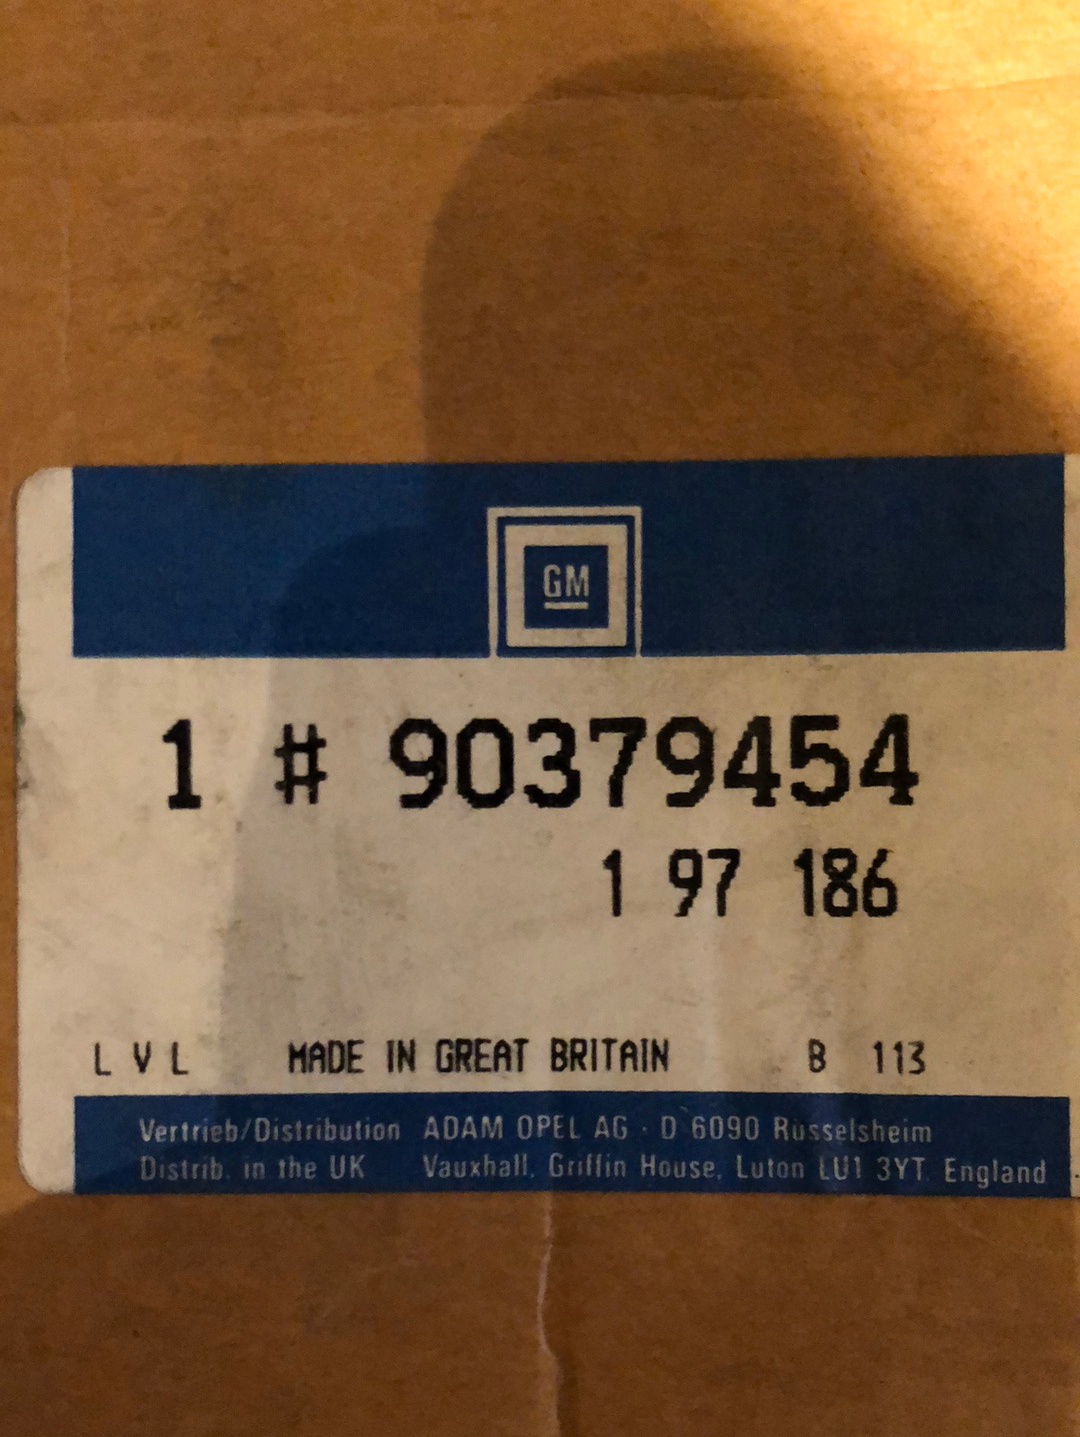 GM
1 # 90379454
1 97 186
L V L MADE IN GREAT BRITAIN B 113
Vertrieb/Distribution ADAM OPEL AG · D 6090 Rüsselsheim
Distrib. in the UK Vauxhall, Griffin House, Luton LU1 3YT. England